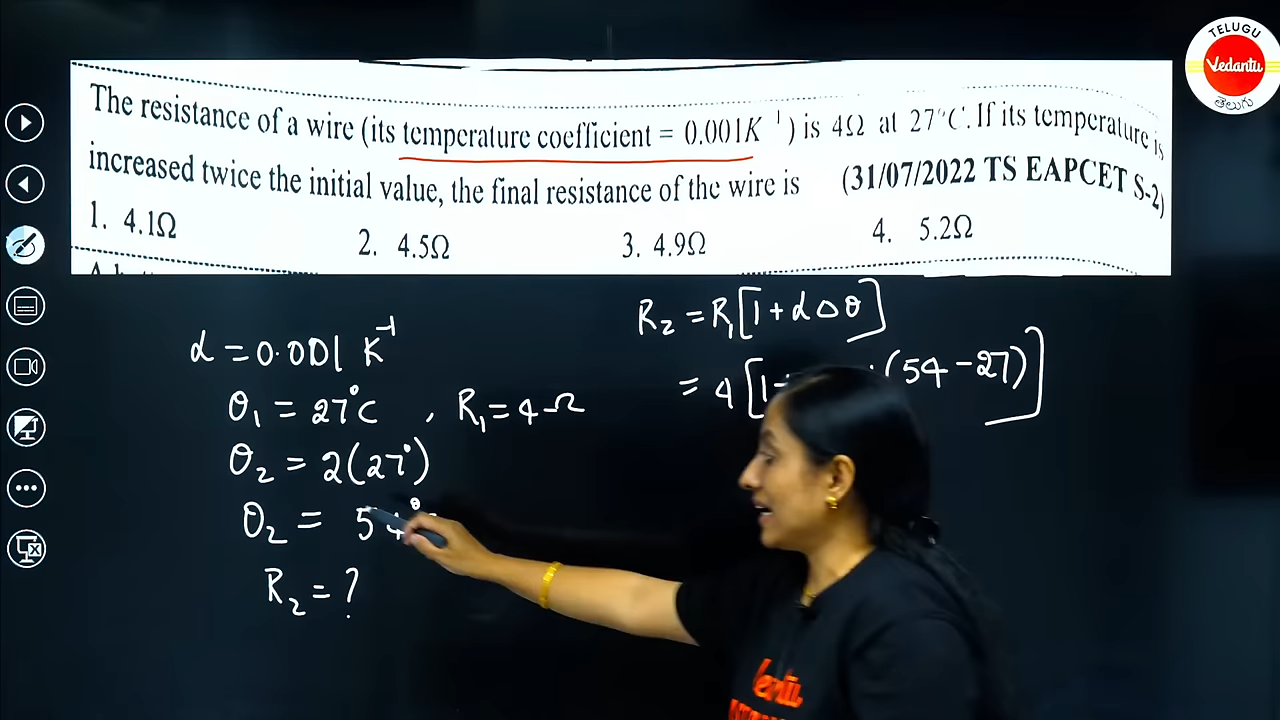 TELUGU
Vedantu
తెలుగు
The resistance of a wire (its temperature coefficient = 0.001K ¹) is 4Ω at 27°C. If its temperature is
increased twice the initial value, the final resistance of the wire is (31/07/2022 TS EAPCET S-2)
1. 4.1Ω 2. 4.5Ω 3. 4.9Ω 4. 5.2Ω
R₂ = R₁[1+αΔθ]
= 4[1+ (54-27)]
α = 0.001 K⁻¹
θ₁ = 27°C , R₁ = 4Ω
θ₂ = 2(27°)
θ₂ = 54°
R₂ = ?
Vedantu